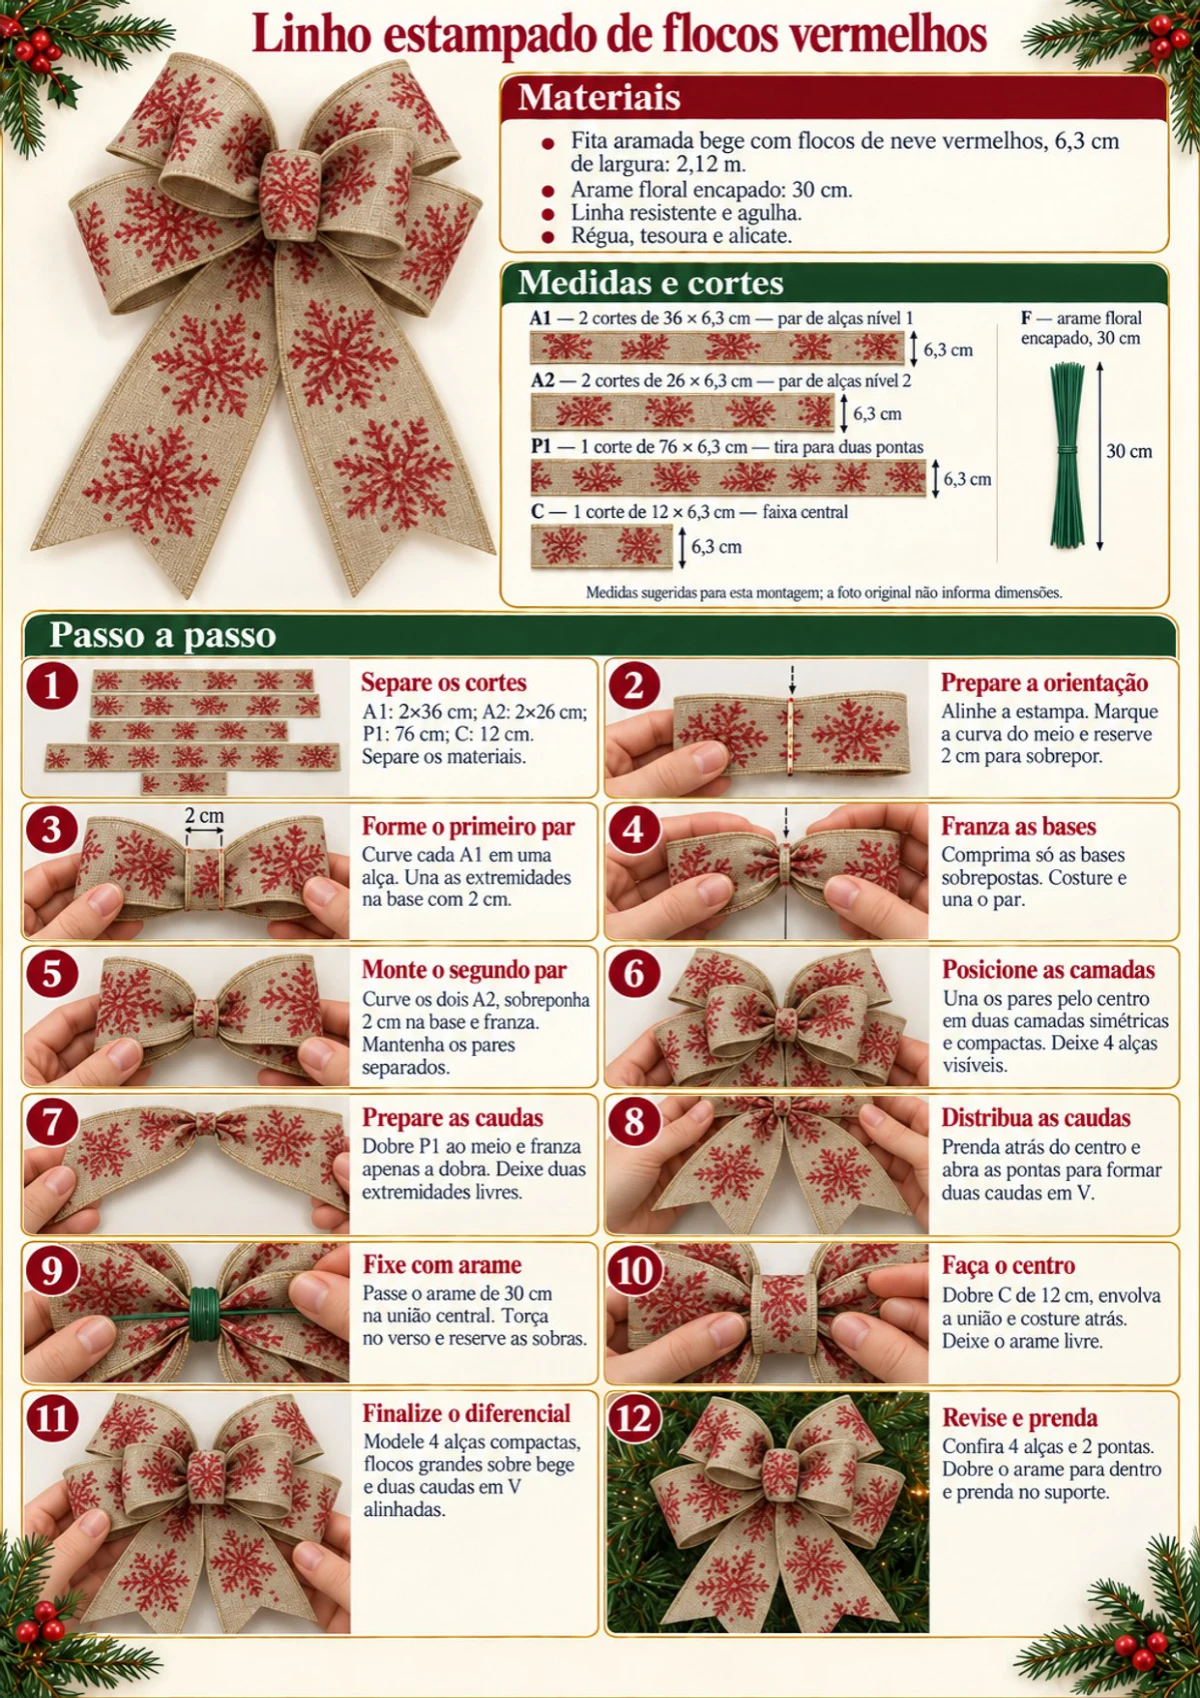 Linho estampado de flocos vermelhos
Materiais
● Fita aramada bege com flocos de neve vermelhos, 6,3 cm
de largura: 2,12 m.
● Arame floral encapado: 30 cm.
● Linha resistente e agulha.
● Régua, tesoura e alicate.
Medidas e cortes
A1 — 2 cortes de 36 × 6,3 cm — par de alças nível 1
6,3 cm
A2 — 2 cortes de 26 × 6,3 cm — par de alças nível 2
6,3 cm
P1 — 1 corte de 76 × 6,3 cm — tira para duas pontas
6,3 cm
C — 1 corte de 12 × 6,3 cm — faixa central
6,3 cm
F — arame floral
encapado, 30 cm
30 cm
Medidas sugeridas para esta montagem; a foto original não informa dimensões.
Passo a passo
1
Separe os cortes
A1: 2×36 cm; A2: 2×26 cm;
P1: 76 cm; C: 12 cm.
Separe os materiais.
2
Prepare a orientação
Alinhe a estampa. Marque
a curva do meio e reserve
2 cm para sobrepor.
3
2 cm
Forme o primeiro par
Curve cada A1 em uma
alça. Una as extremidades
na base com 2 cm.
4
Franza as bases
Comprima só as bases
sobrepostas. Costure e
una o par.
5
Monte o segundo par
Curve os dois A2, sobreponha
2 cm na base e franza.
Mantenha os pares
separados.
6
Posicione as camadas
Una os pares pelo centro
em duas camadas simétricas
e compactas. Deixe 4 alças
visíveis.
7
Prepare as caudas
Dobre P1 ao meio e franza
apenas a dobra. Deixe duas
extremidades livres.
8
Distribua as caudas
Prenda atrás do centro e
abra as pontas para formar
duas caudas em V.
9
Fixe com arame
Passe o arame de 30 cm
na união central. Torça
no verso e reserve as sobras.
10
Faça o centro
Dobre C de 12 cm, envolva
a união e costure atrás.
Deixe o arame livre.
11
Finalize o diferencial
Modele 4 alças compactas,
flocos grandes sobre bege
e duas caudas em V
alinhadas.
12
Revise e prenda
Confira 4 alças e 2 pontas.
Dobre o arame para dentro
e prenda no suporte.